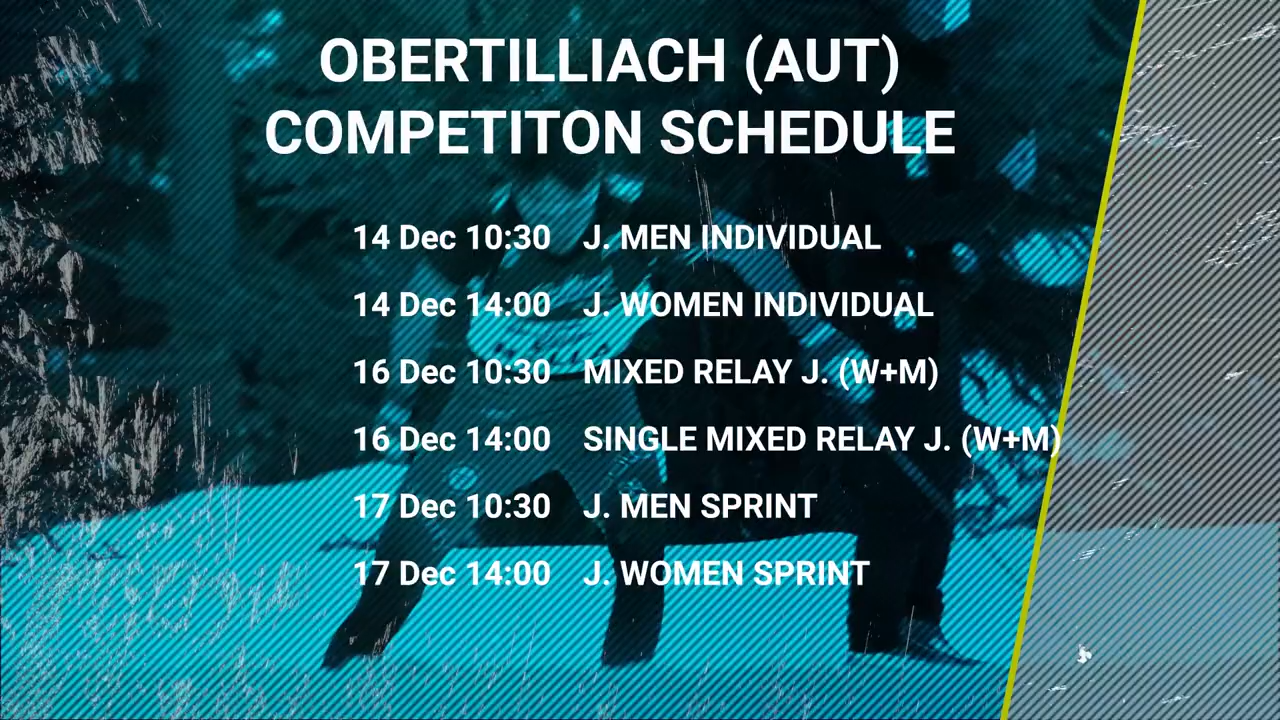 OBERTILLIACH (AUT)
COMPETITON SCHEDULE
14 Dec 10:30 J. MEN INDIVIDUAL
14 Dec 14:00 J. WOMEN INDIVIDUAL
16 Dec 10:30 MIXED RELAY J. (W+M)
16 Dec 14:00 SINGLE MIXED RELAY J. (W+M)
17 Dec 10:30 J. MEN SPRINT
17 Dec 14:00 J. WOMEN SPRINT